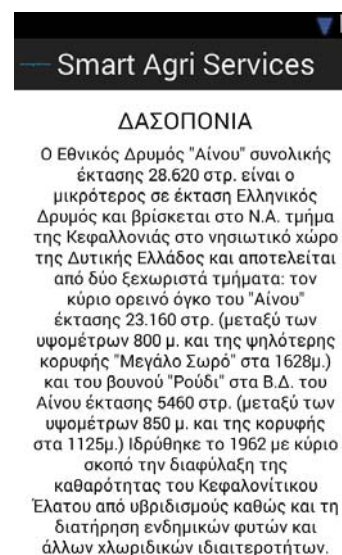 Smart Agri Services
ΔΑΣΟΠΟΝΙΑ
Ο Εθνικός Δρυμός "Αίνου" συνολικής
έκτασης 28.620 στρ. είναι ο
μικρότερος σε έκταση Ελληνικός
Δρυμός και βρίσκεται στο Ν.Α. τμήμα
της Κεφαλλονιάς στο νησιωτικό χώρο
της Δυτικής Ελλάδος και αποτελείται
από δύο ξεχωριστά τμήματα: τον
κύριο ορεινό όγκο του "Αίνου"
έκτασης 23.160 στρ. (μεταξύ των
υψομέτρων 800 μ. και της ψηλότερης
κορυφής "Μεγάλο Σωρό" στα 1628μ.)
και του βουνού "Ρούδι" στα Β.Δ. του
Αίνου έκτασης 5460 στρ. (μεταξύ των
υψομέτρων 850 μ. και της κορυφής
στα 1125μ.) Ιδρύθηκε το 1962 με κύριο
σκοπό την διαφύλαξη της
καθαρότητας του Κεφαλονίτικου
Έλατου από υβριδισμούς καθώς και τη
διατήρηση ενδημικών φυτών και
άλλων χλωριδικών ιδιαιτεροτήτων.